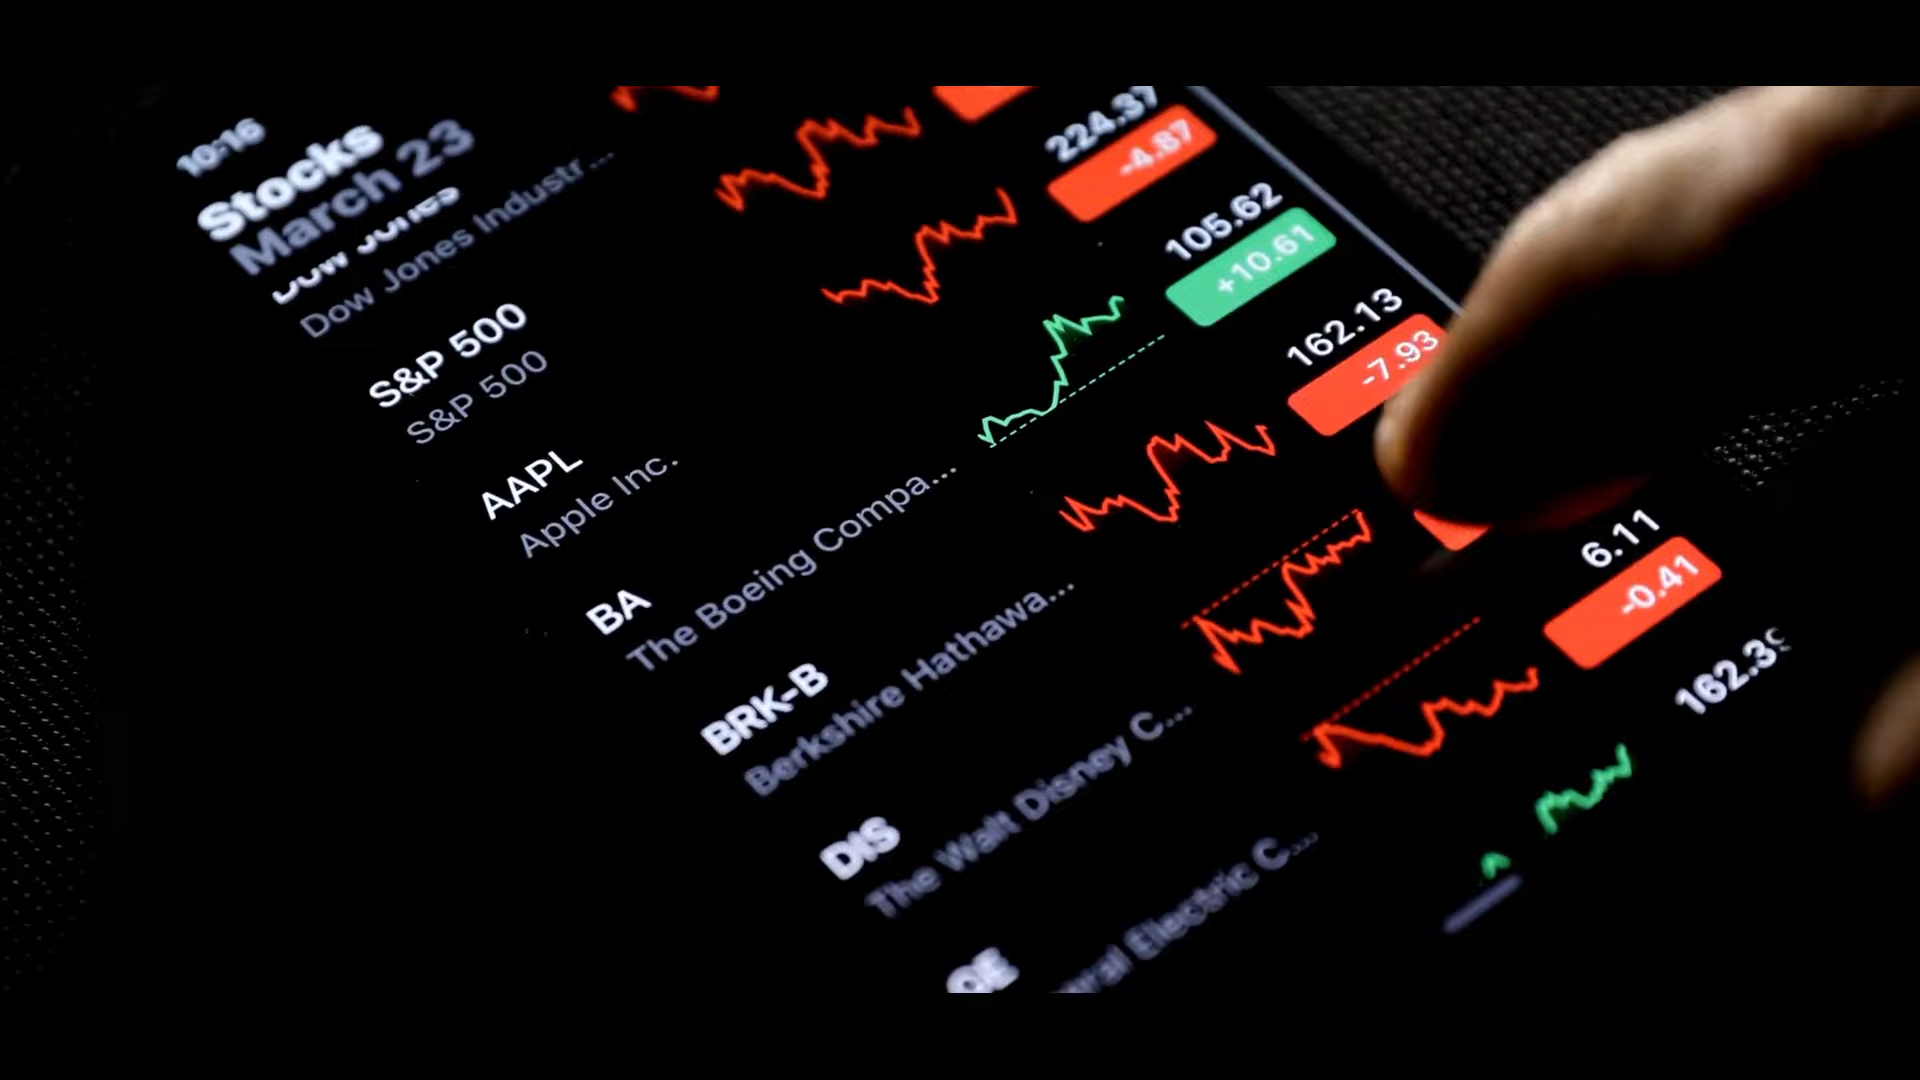 10:16
Stocks
March 23
Dow Jones
Dow Jones Industr...
S&P 500
S&P 500
AAPL
Apple Inc.
224.37
-4.87
BA
The Boeing Compa...
105.62
+10.61
BRK-B
Berkshire Hathawa...
162.13
-7.93
DIS
The Walt Disney C...
GE
Electric C...
6.11
-0.41